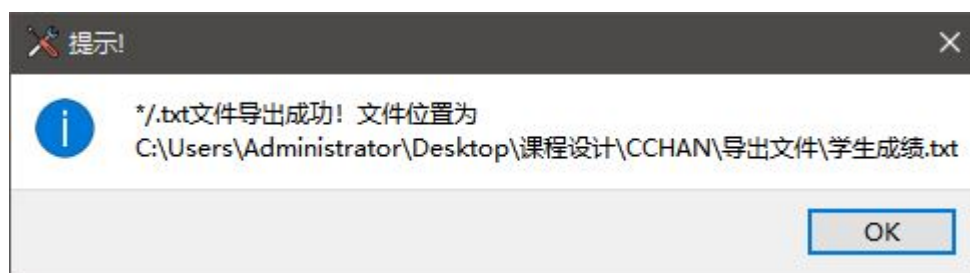 提示!
*/.txt文件导出成功！文件位置为
C:\Users\Administrator\Desktop\课程设计\CCHAN\导出文件\学生成绩.txt
OK